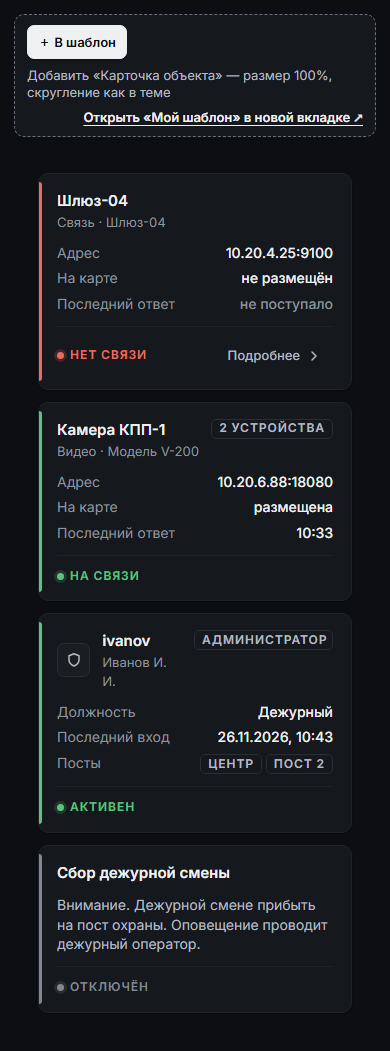 + В шаблон
Добавить «Карточка объекта» — размер 100%,
скругление как в теме
Открыть «Мой шаблон» в новой вкладке ↗
Шлюз-04
Связь · Шлюз-04
Адрес 10.20.4.25:9100
На карте не размещён
Последний ответ не поступало
НЕТ СВЯЗИ Подробнее >
Камера КПП-1 2 УСТРОЙСТВА
Видео · Модель V-200
Адрес 10.20.6.88:18080
На карте размещена
Последний ответ 10:33
НА СВЯЗИ
ivanov АДМИНИСТРАТОР
Иванов И.
И.
Должность Дежурный
Последний вход 26.11.2026, 10:43
Посты ЦЕНТР ПОСТ 2
АКТИВЕН
Сбор дежурной смены
Внимание. Дежурной смене прибыть
на пост охраны. Оповещение проводит
дежурный оператор.
ОТКЛЮЧЁН